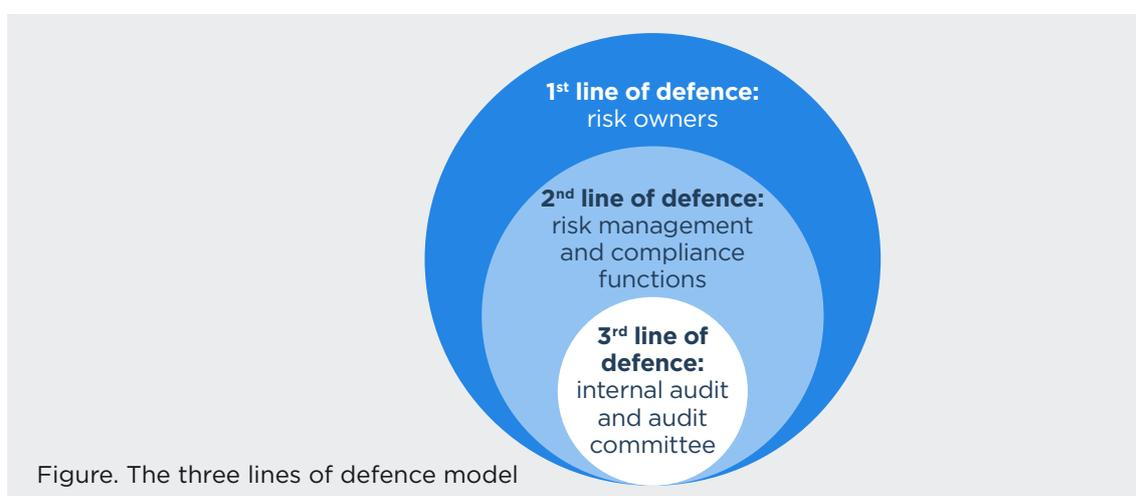 1st line of defence:
risk owners
2nd line of defence:
risk management
and compliance
functions
3rd line of
defence:
internal audit
and audit
committee
Figure. The three lines of defence model